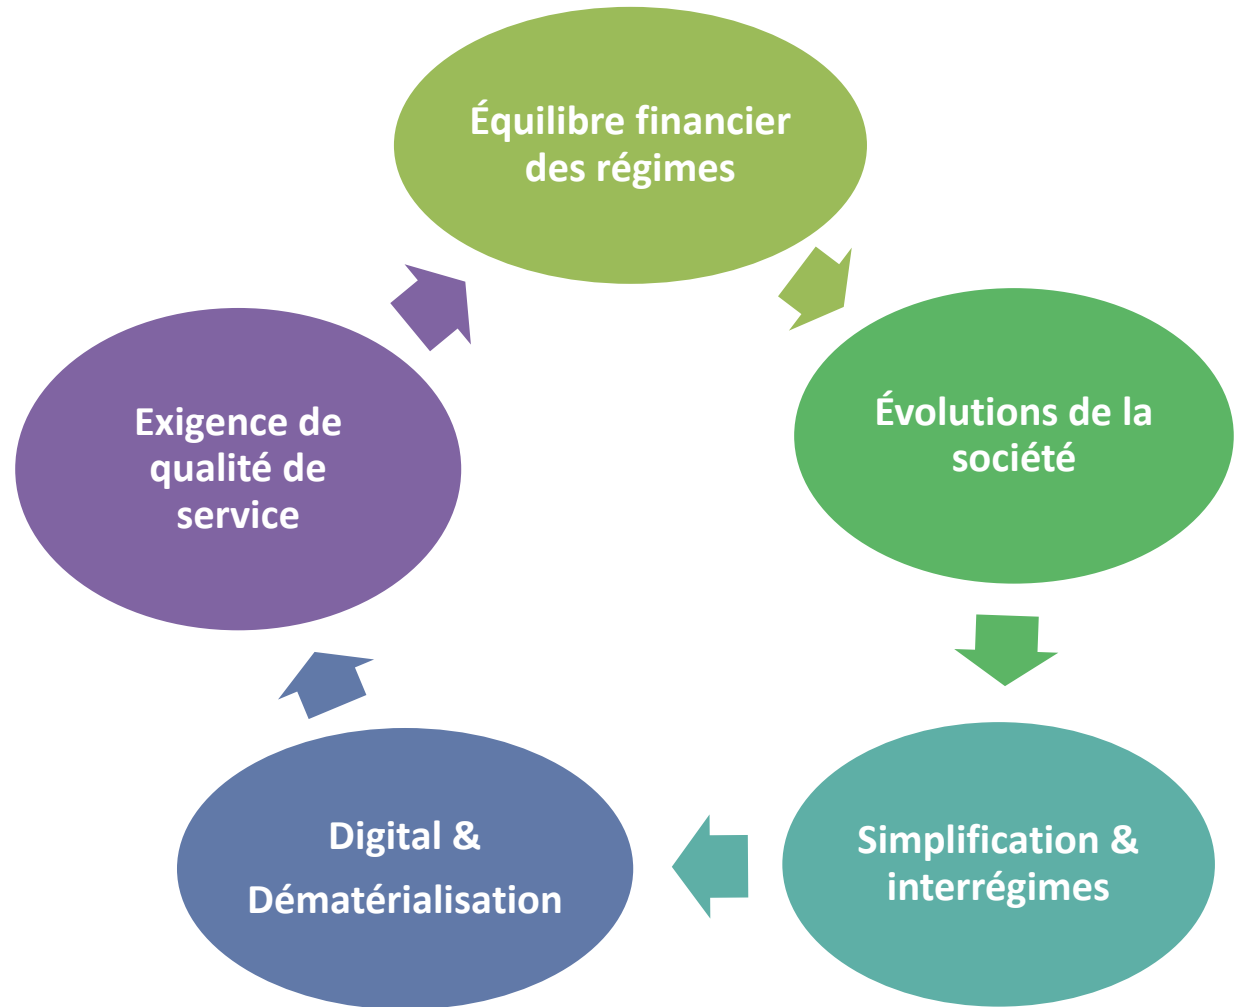 Équilibre financier
des régimes
Évolutions de la
société
Simplification &
interrégimes
Digital &
Dématérialisation
Exigence de
qualité de
service